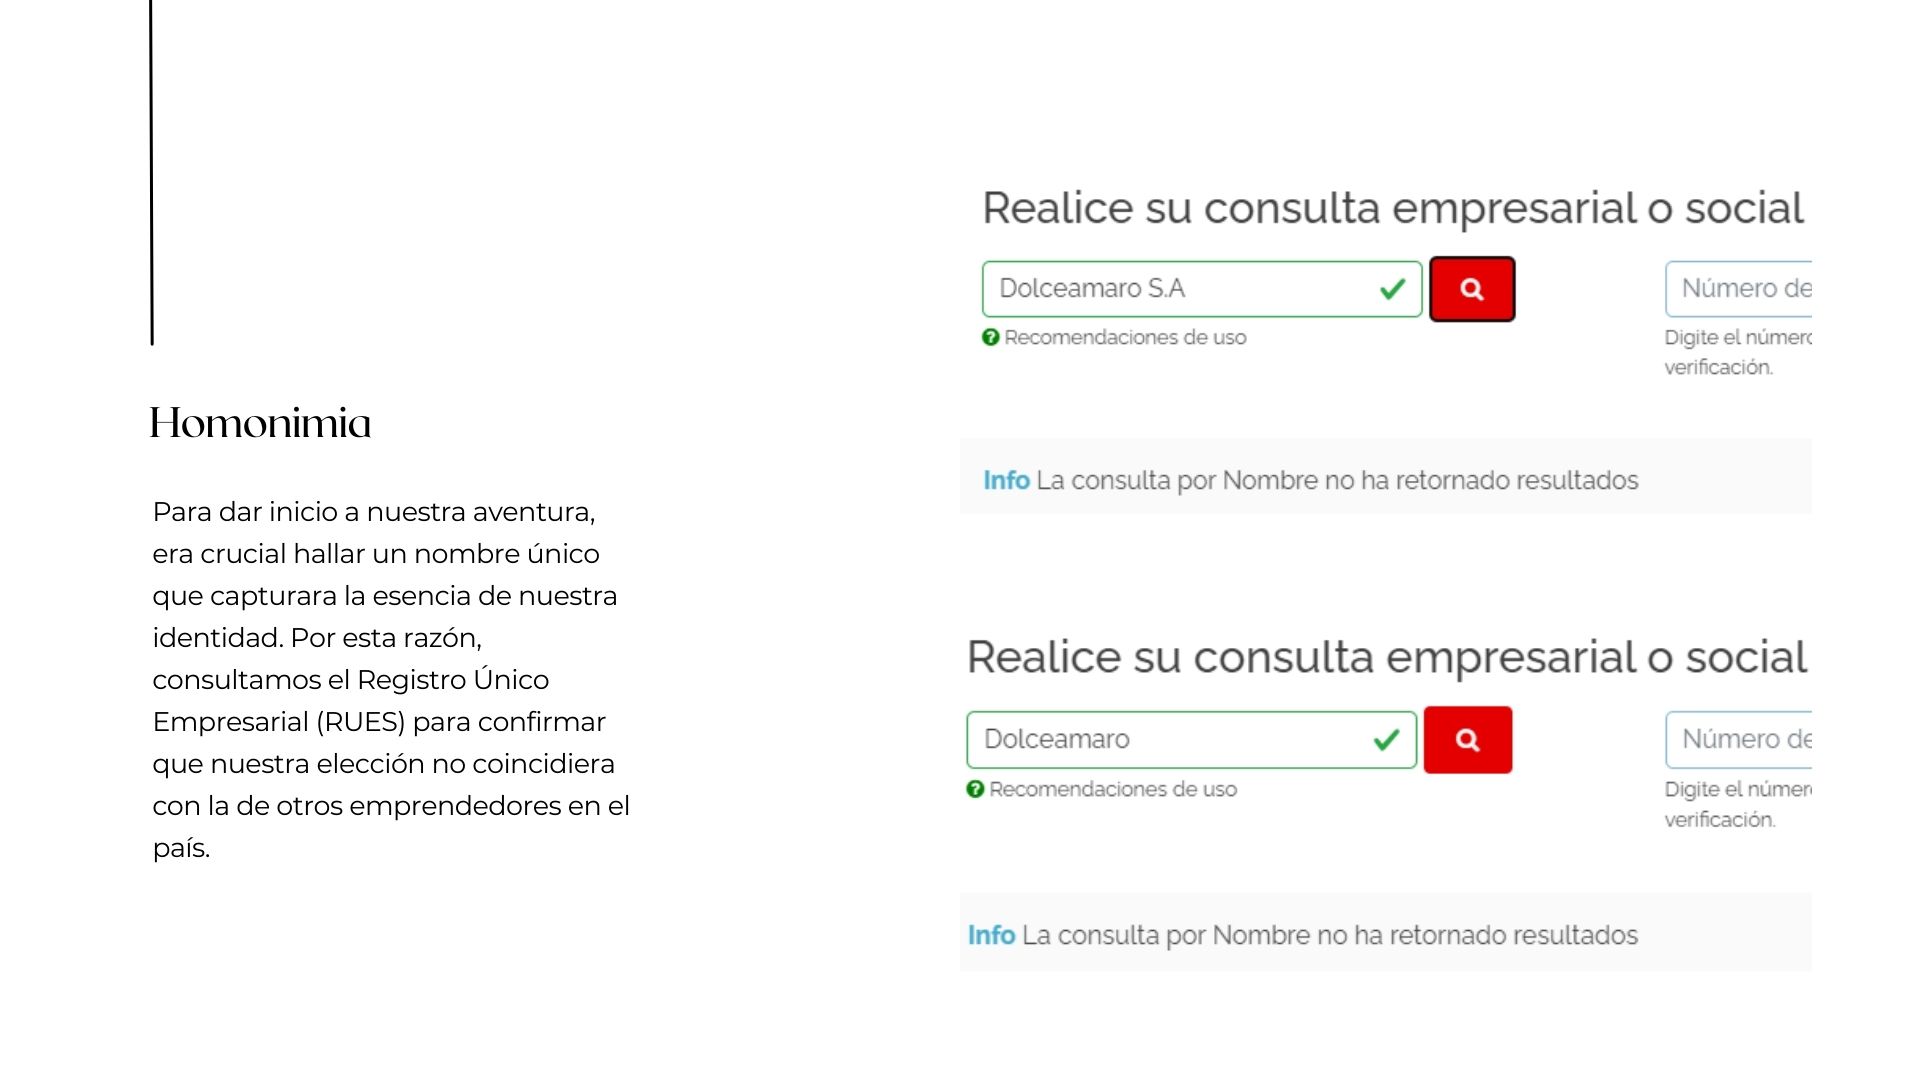 Homonimia
Para dar inicio a nuestra aventura,
era crucial hallar un nombre único
que capturara la esencia de nuestra
identidad. Por esta razón,
consultamos el Registro Único
Empresarial (RUES) para confirmar
que nuestra elección no coincidiera
con la de otros emprendedores en el
país.
Realice su consulta empresarial o social
Dolceamaro S.A
Número de
Recomendaciones de uso
Digite el número
verificación.
Info La consulta por Nombre no ha retornado resultados
Realice su consulta empresarial o social
Dolceamaro
Número de
Recomendaciones de uso
Digite el númer
verificación.
Info La consulta por Nombre no ha retornado resultados